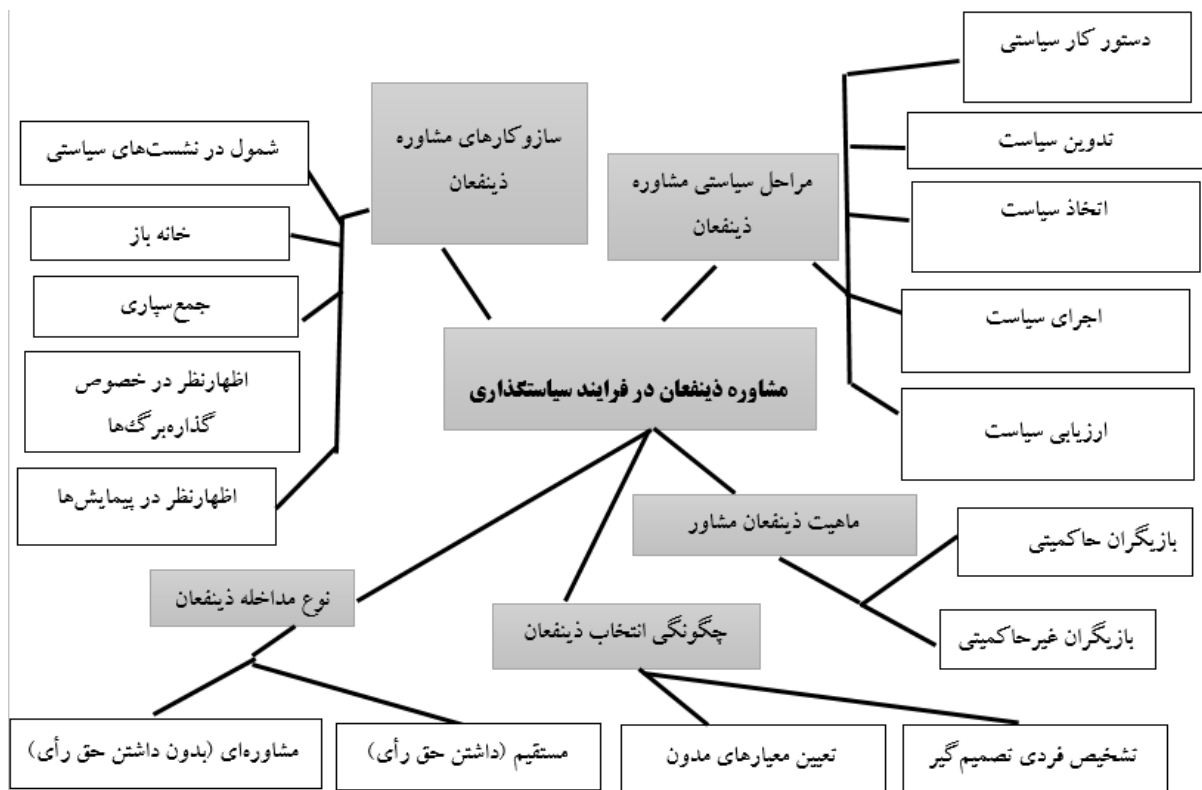 دستور کار سیاستی
تدوین سیاست
اتخاذ سیاست
اجرای سیاست
ارزیابی سیاست
مراحل سیاستی مشاوره
ذینفعان
سازوکارهای مشاوره
ذینفعان
شمول در نشست‌های سیاستی
خانه باز
جمع‌سپاری
اظهارنظر در خصوص
گذاره‌برگ‌ها
اظهارنظر در پیمایش‌ها
مشاوره ذینفعان در فرایند سیاستگذاری
ماهیت ذینفعان مشاور
بازیگران حاکمیتی
بازیگران غیرحاکمیتی
چگونگی انتخاب ذینفعان
تشخیص فردی تصمیم گیر
تعیین معیارهای مدون
نوع مداخله ذینفعان
مستقیم (داشتن حق رأی)
مشاوره‌ای (بدون داشتن حق رأی)